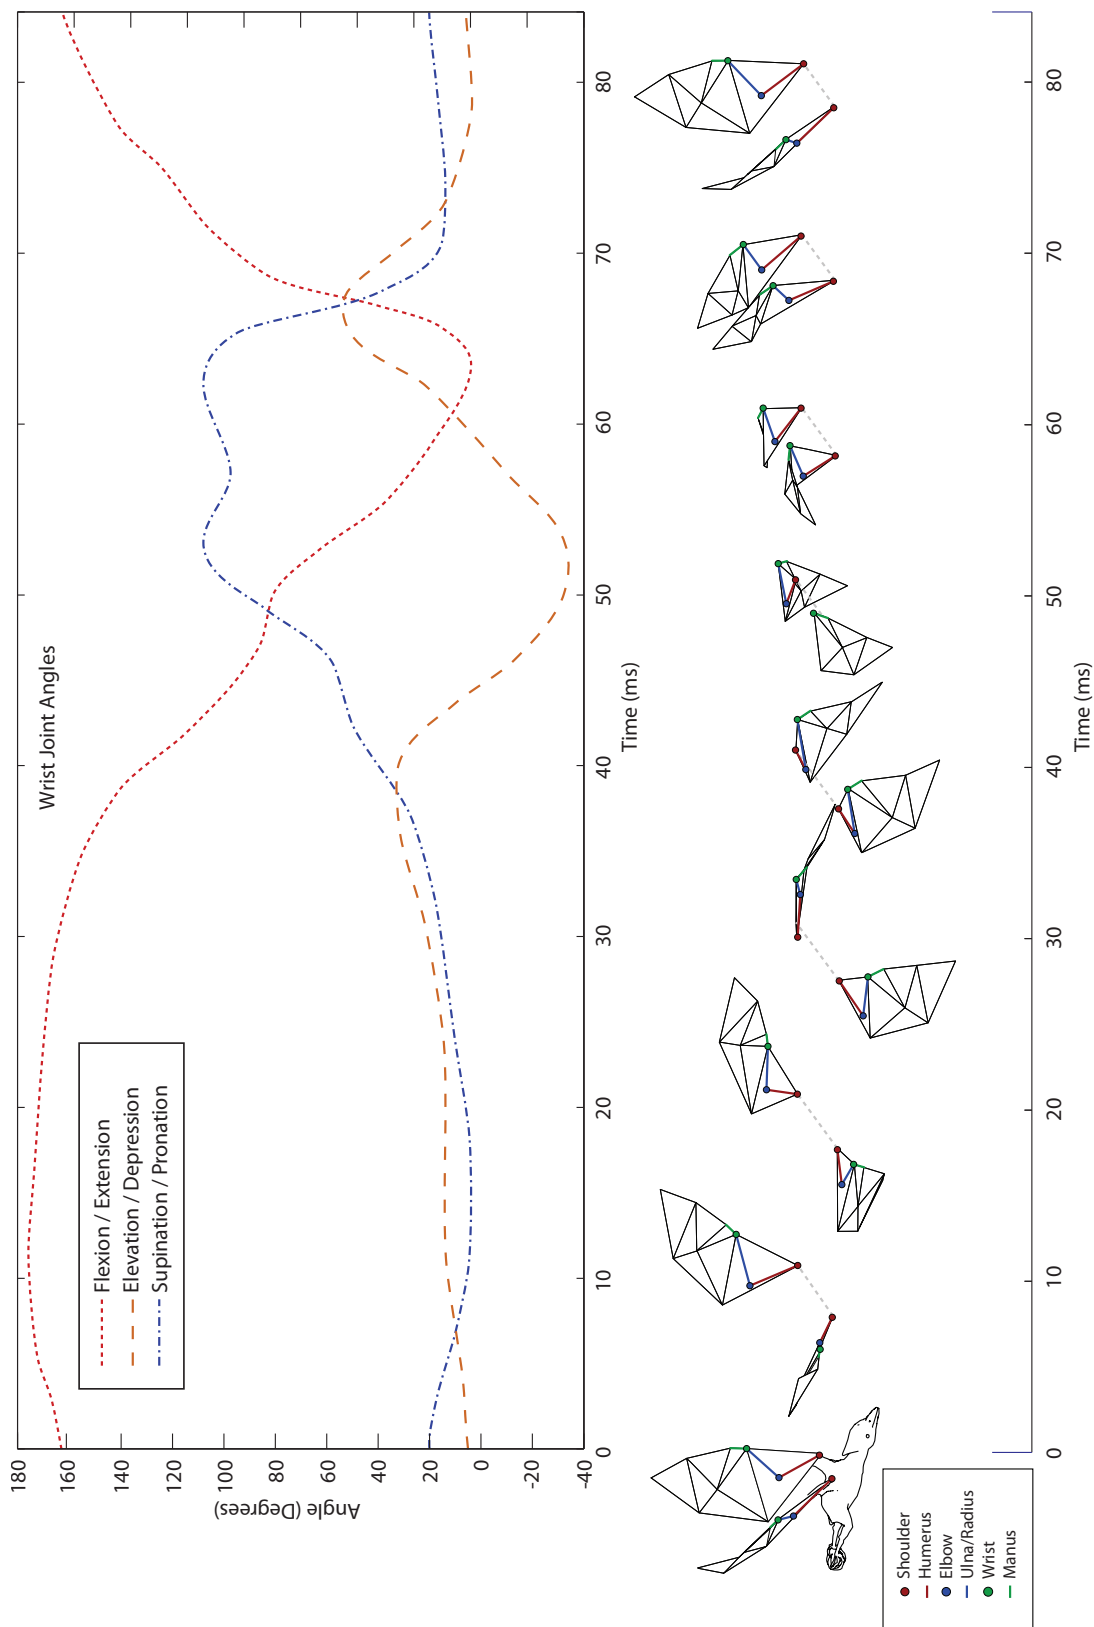 Wrist Joint Angles
Angle (Degrees)
180
160
140
120
100
80
60
40
20
0
-20
-40
Flexion / Extension
Elevation / Depression
Supination / Pronation
0
10
20
30
40
50
60
70
80
Time (ms)
Shoulder
Humerus
Elbow
Ulna/Radius
Wrist
Manus
0
10
20
30
40
50
60
70
80
Time (ms)